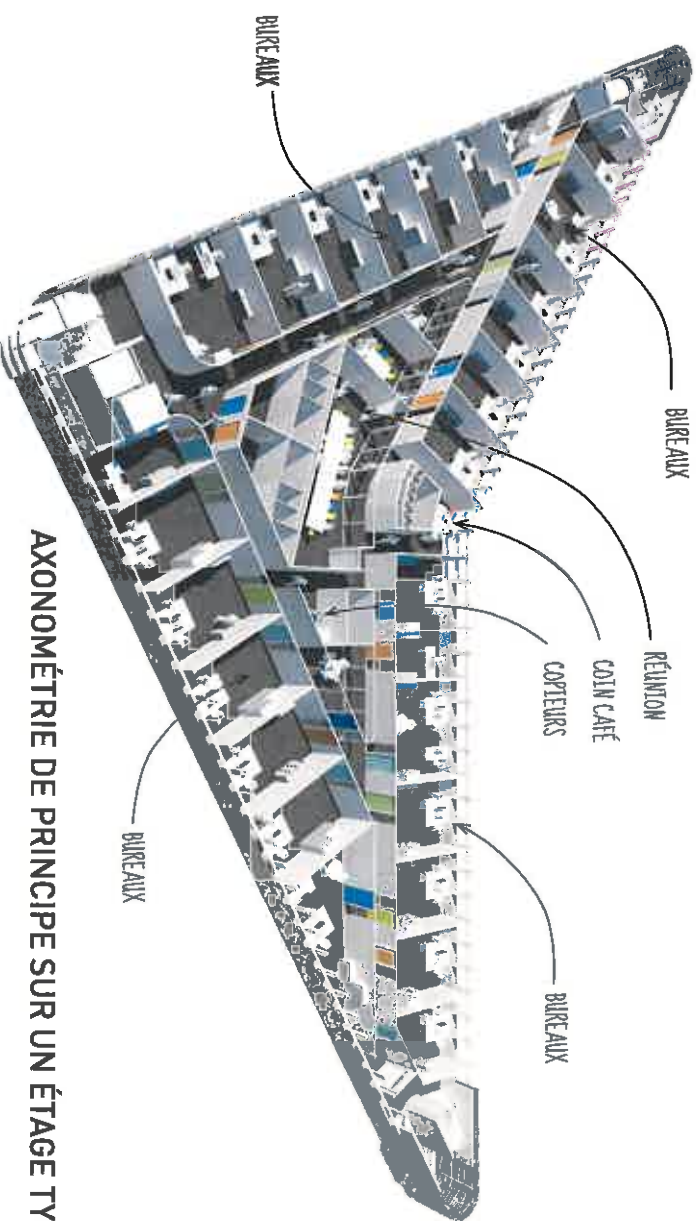 BUREAUX
BUREAUX
RÉUNION
COIN CAFÉ
COPIEURS
BUREAUX
BUREAUX
AXONOMÉTRIE DE PRINCIPE SUR UN ÉTAGE TY